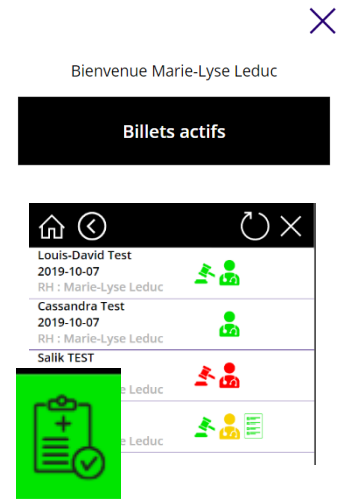 Bienvenue Marie-Lyse Leduc
Billets actifs
Louis-David Test
2019-10-07
RH : Marie-Lyse Leduc
Cassandra Test
2019-10-07
RH : Marie-Lyse Leduc
Salik TEST
Leduc
Leduc